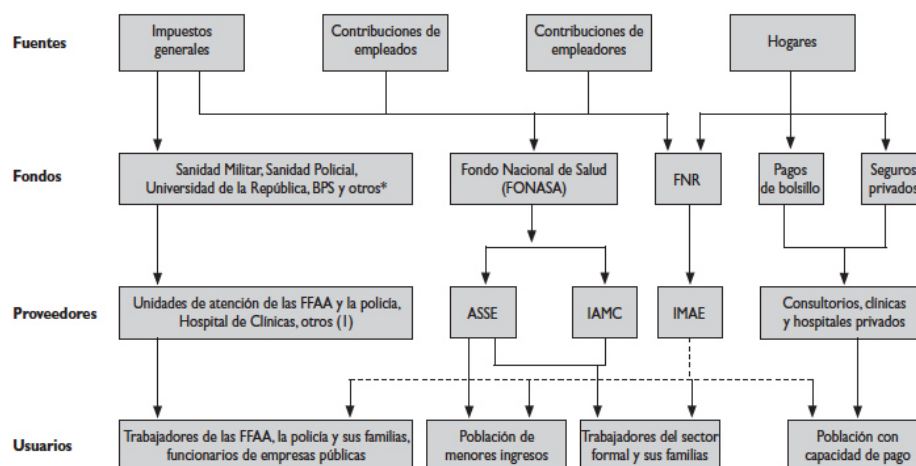 Fuentes
Impuestos
generales
Contribuciones de
empleados
Contribuciones de
empleadores
Hogares
Fondos
Sanidad Militar, Sanidad Policial,
Universidad de la República, BPS y otros*
Fondo Nacional de Salud
(FONASA)
FNR
Pagos
de bolsillo
Seguros
privados
Proveedores
Unidades de atención de las FFAA y la policía,
Hospital de Clínicas, otros (1)
ASSE
IAMC
IMAE
Consultorios, clínicas
y hospitales privados
Usuarios
Trabajadores de las FFAA, la policía y sus familias,
funcionarios de empresas públicas
Población de
menores ingresos
Trabajadores del sector
formal y sus familias
Población con
capacidad de pago